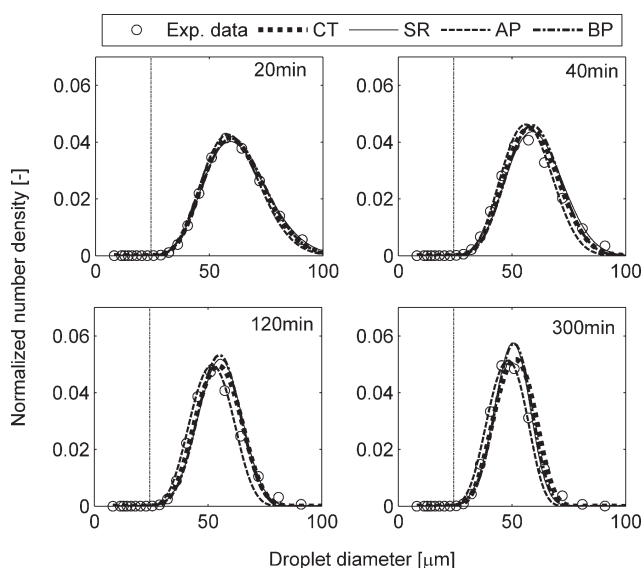 Exp. data CT SR AP BP
20min
40min
0.06
0.04
0.02
0
0 50 100
0.06
0.04
0.02
0
0 50 100
120min
300min
0.06
0.04
0.02
0
0 50 100
0.06
0.04
0.02
0
0 50 100
Normalized number density [-]
Droplet diameter [μm]